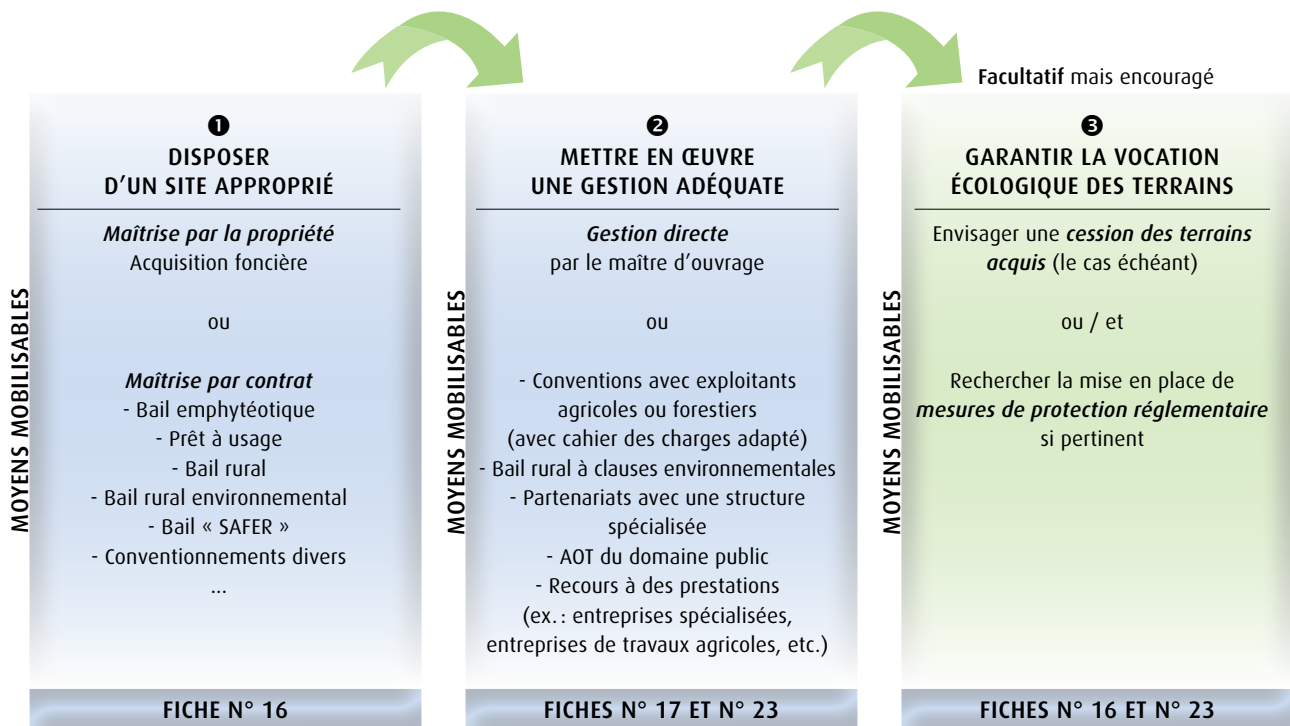 Facultatif mais encouragé
MOYENS MOBILISABLES
❶
DISPOSER
D'UN SITE APPROPRIÉ
Maîtrise par la propriété
Acquisition foncière
ou
Maîtrise par contrat
- Bail emphytéotique
- Prêt à usage
- Bail rural
- Bail rural environnemental
- Bail « SAFER »
- Conventionnements divers
...
FICHE N° 16
MOYENS MOBILISABLES
❷
METTRE EN ŒUVRE
UNE GESTION ADÉQUATE
Gestion directe
par le maître d'ouvrage
ou
- Conventions avec exploitants
agricoles ou forestiers
(avec cahier des charges adapté)
- Bail rural à clauses environnementales
- Partenariats avec une structure
spécialisée
- AOT du domaine public
- Recours à des prestations
(ex. : entreprises spécialisées,
entreprises de travaux agricoles, etc.)
FICHES N° 17 ET N° 23
MOYENS MOBILISABLES
❸
GARANTIR LA VOCATION
ÉCOLOGIQUE DES TERRAINS
Envisager une cession des terrains
acquis (le cas échéant)
ou / et
Rechercher la mise en place de
mesures de protection réglementaire
si pertinent
FICHES N° 16 ET N° 23